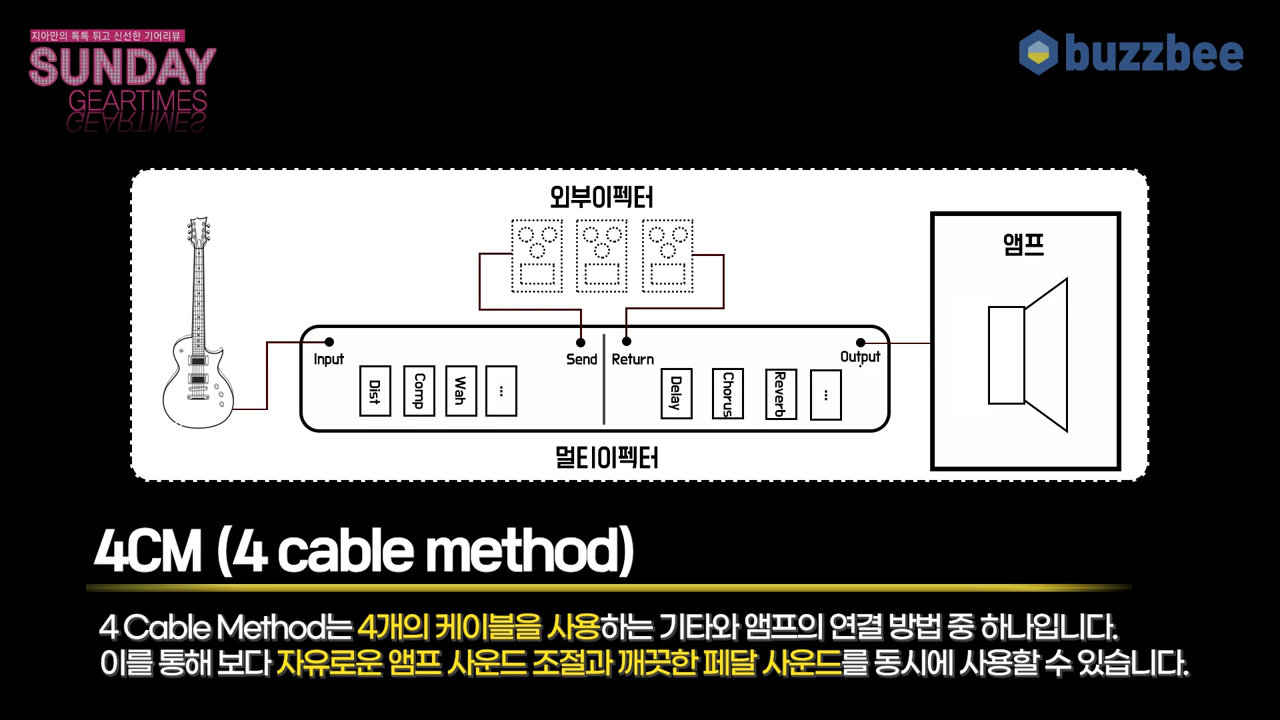 지아만의 톡톡 튀고 신선한 기어리뷰
SUNDAY
GEARTIMES
buzzbee
외부이펙터
앰프
Input
Send
Return
Output
Dist
Comp
Wah
...
Delay
Chorus
Reverb
...
멀티이펙터
4CM (4 cable method)
4 Cable Method는 4개의 케이블을 사용하는 기타와 앰프의 연결 방법 중 하나입니다.
이를 통해 보다 자유로운 앰프 사운드 조절과 깨끗한 페달 사운드를 동시에 사용할 수 있습니다.